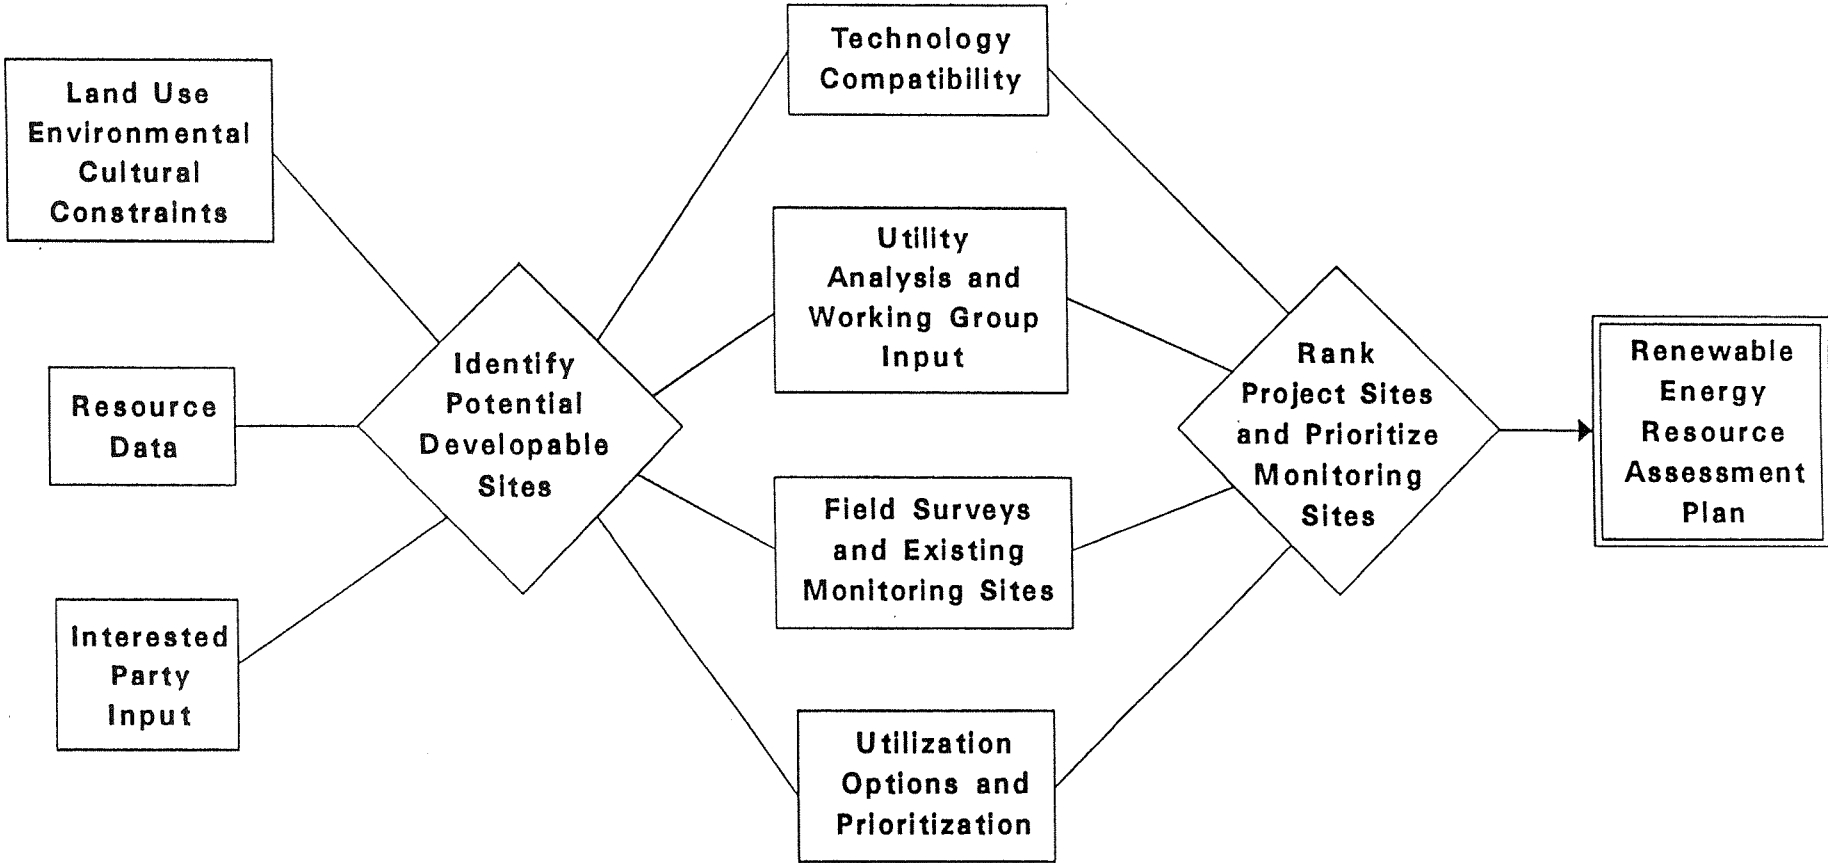 Land Use
Environmental
Cultural
Constraints
Resource
Data
Interested
Party
Input
Identify
Potential
Developable
Sites
Technology
Compatibility
Utility
Analysis and
Working Group
Input
Field Surveys
and Existing
Monitoring Sites
Utilization
Options and
Prioritization
Rank
Project Sites
and Prioritize
Monitoring
Sites
Renewable
Energy
Resource
Assessment
Plan